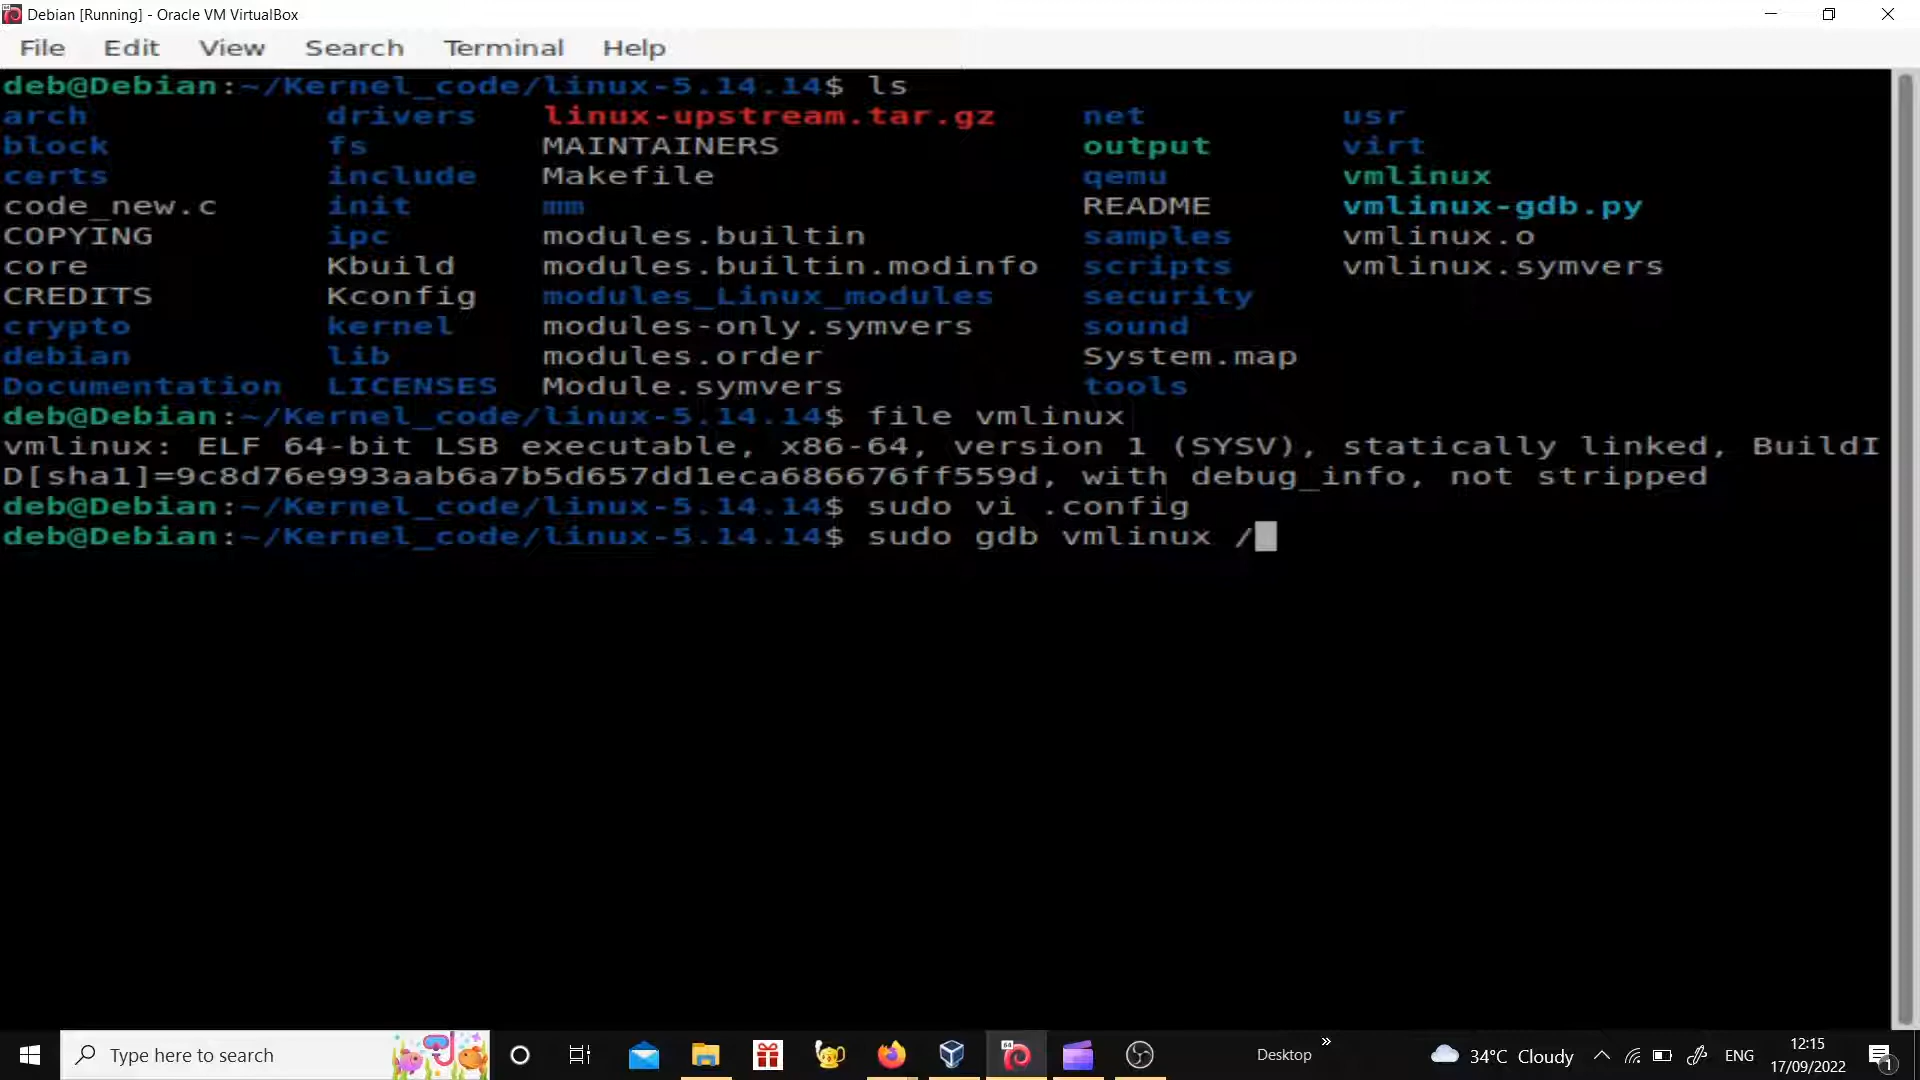 Debian [Running] - Oracle VM VirtualBox
File Edit View Search Terminal Help
deb@Debian:~/Kernel_code/linux-5.14.14$ ls
arch drivers linux-upstream.tar.gz net usr
block fs MAINTAINERS output virt
certs include Makefile qemu vmlinux
code_new.c init mm README vmlinux-gdb.py
COPYING ipc modules.builtin samples vmlinux.o
core Kbuild modules.builtin.modinfo scripts vmlinux.symvers
CREDITS Kconfig modules_Linux_modules security
crypto kernel modules-only.symvers sound
debian lib modules.order System.map
Documentation LICENSES Module.symvers tools
deb@Debian:~/Kernel_code/linux-5.14.14$ file vmlinux
vmlinux: ELF 64-bit LSB executable, x86-64, version 1 (SYSV), statically linked, BuildI
D[sha1]=9c8d76e993aab6a7b5d657dd1eca686676ff559d, with debug_info, not stripped
deb@Debian:~/Kernel_code/linux-5.14.14$ sudo vi .config
deb@Debian:~/Kernel_code/linux-5.14.14$ sudo gdb vmlinux /
Type here to search
Desktop »
34°C Cloudy
ENG
12:15
17/09/2022
1